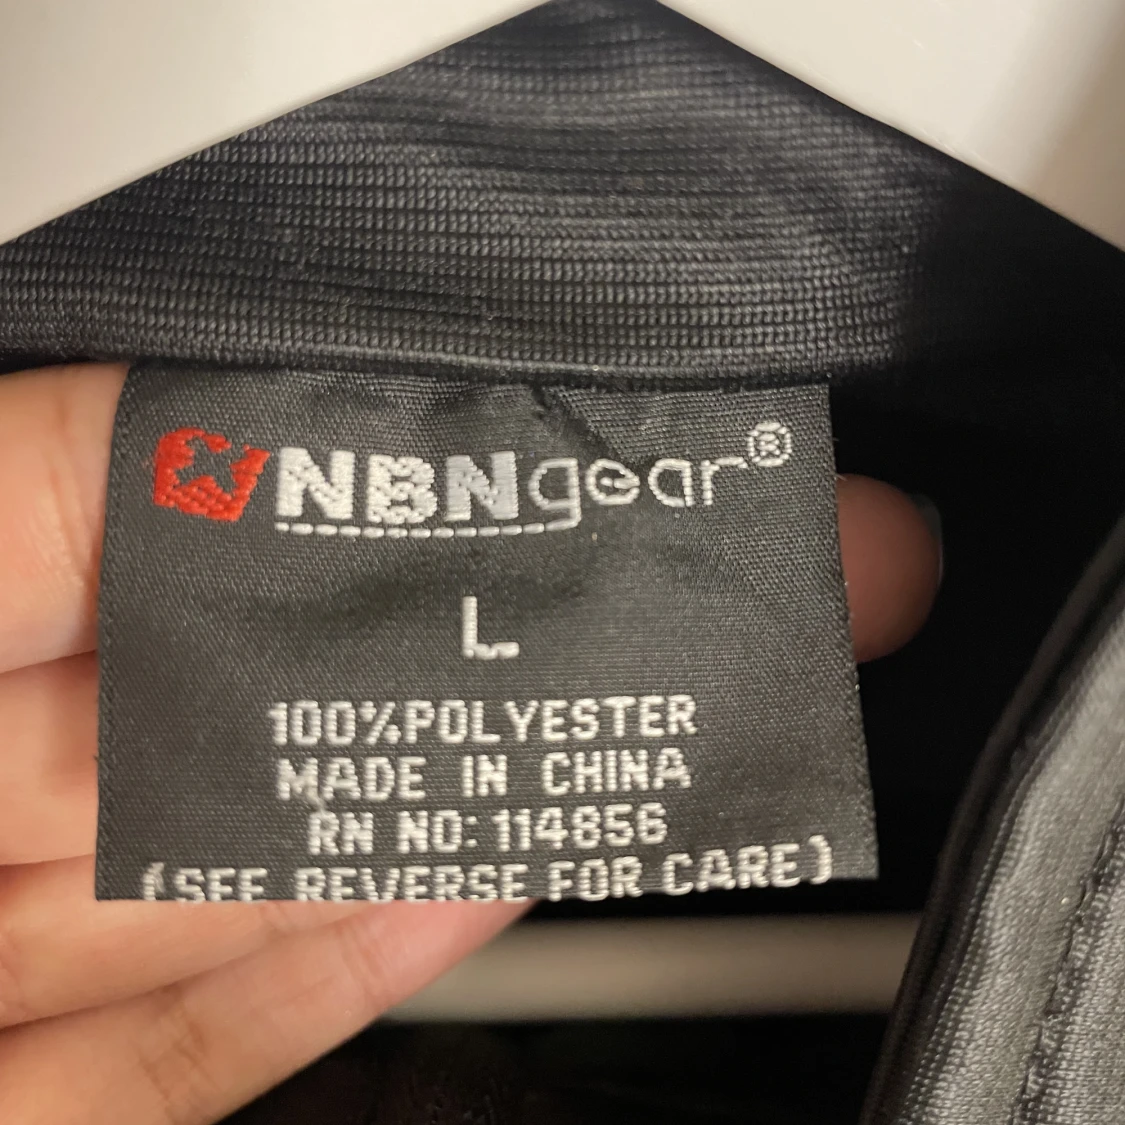 NBNgear®
L
100%POLYESTER
MADE IN CHINA
RN NO: 114856
(SEE REVERSE FOR CARE)